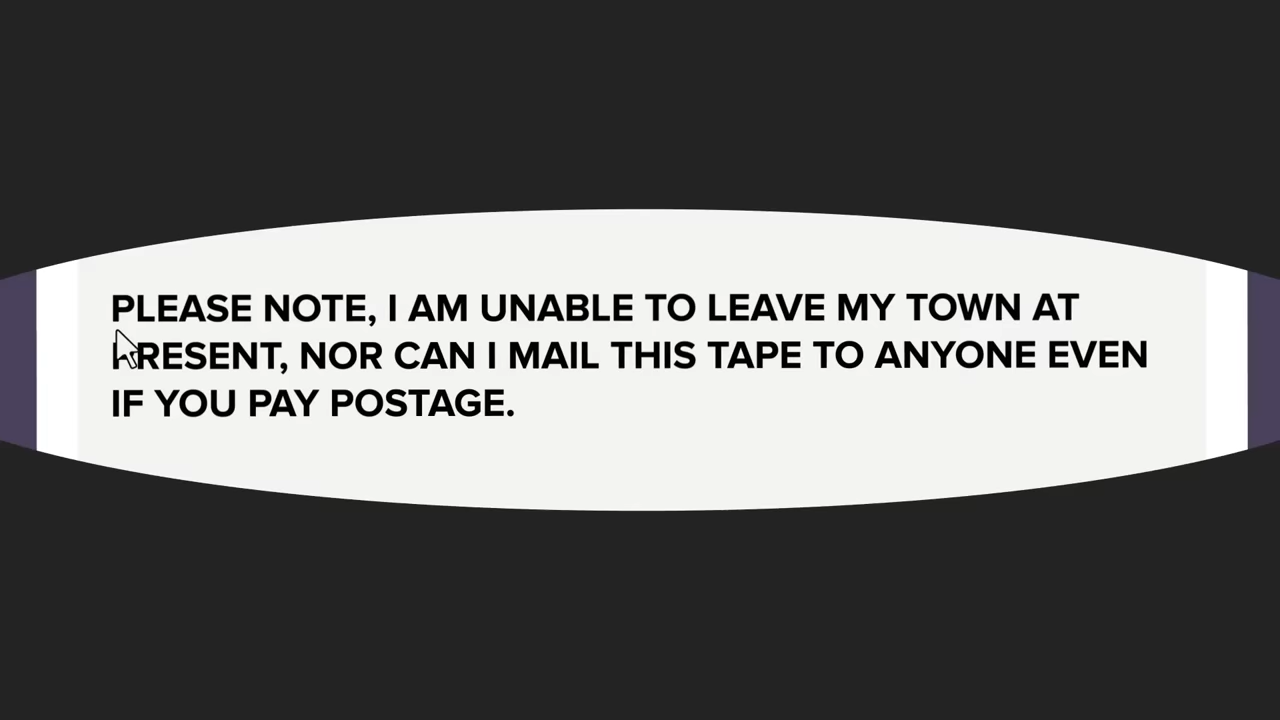 PLEASE NOTE, I AM UNABLE TO LEAVE MY TOWN AT
PRESENT, NOR CAN I MAIL THIS TAPE TO ANYONE EVEN
IF YOU PAY POSTAGE.